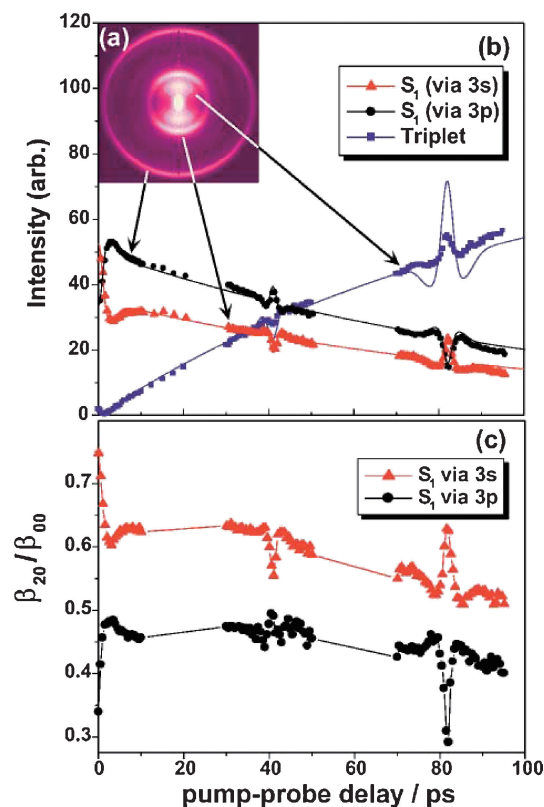 (a)
(b)
S1 (via 3s)
S1 (via 3p)
Triplet
Intensity (arb.)
120
100
80
60
40
20
0
(c)
S1 via 3s
S1 via 3p
β20/β00
0.7
0.6
0.5
0.4
0.3
0
20
40
60
80
100
pump-probe delay / ps